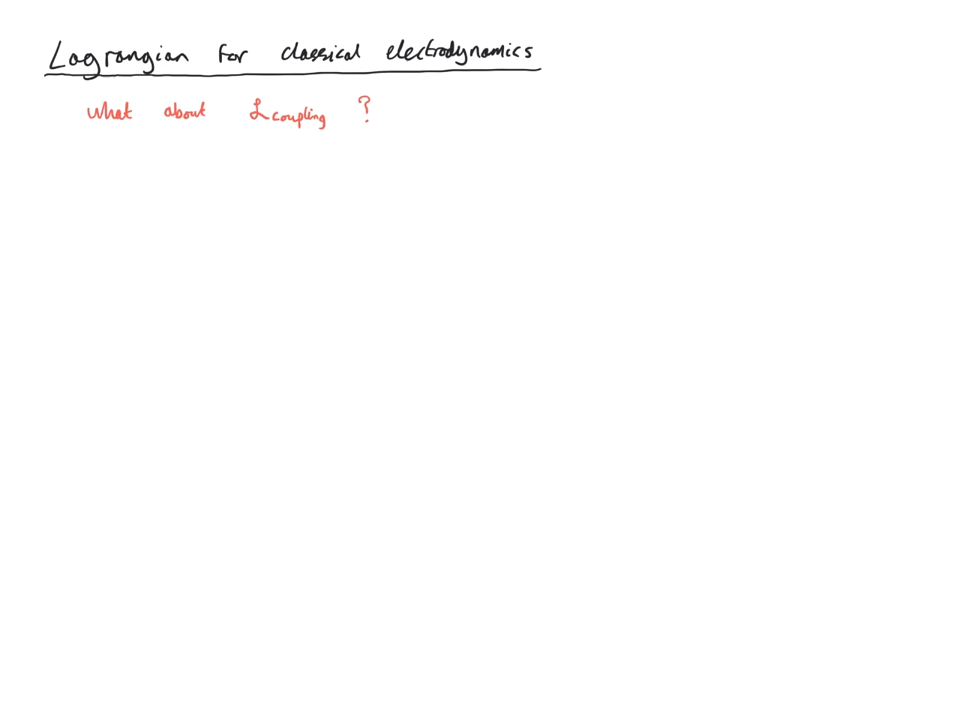 Lagrangian for classical electrodynamics
what about ℒcoupling ?